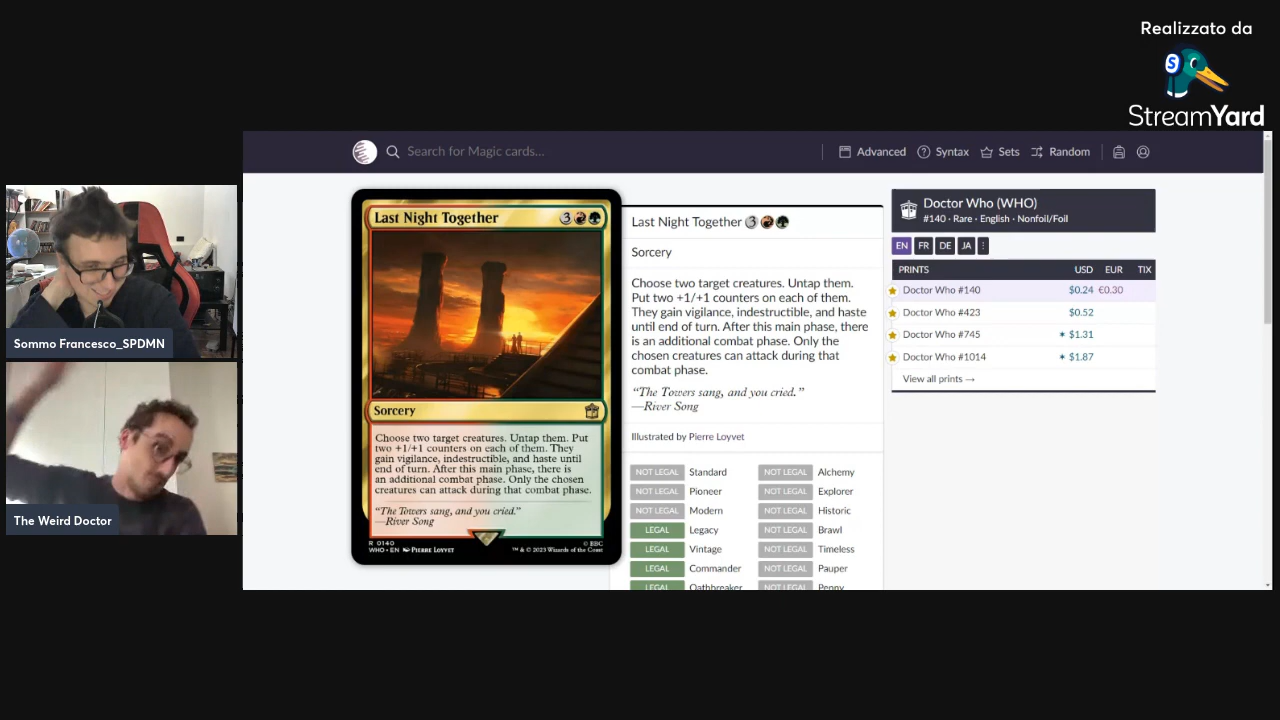 Realizzato da
S
StreamYard
Search for Magic cards...
Advanced
Syntax
Sets
Random
Last Night Together 3
Sorcery
Choose two target creatures. Untap them. Put
two +1/+1 counters on each of them. They
gain vigilance, indestructible, and haste until
end of turn. After this main phase, there is
an additional combat phase. Only the chosen
creatures can attack during that combat phase.
“The Towers sang, and you cried.”
—River Song
R 0140
WHO • EN Pierre Loyvet
© BBC
™ & © 2023 Wizards of the Coast
Last Night Together 3
Sorcery
Choose two target creatures. Untap them.
Put two +1/+1 counters on each of them.
They gain vigilance, indestructible, and haste
until end of turn. After this main phase, there
is an additional combat phase. Only the
chosen creatures can attack during that
combat phase.
“The Towers sang, and you cried.”
—River Song
Illustrated by Pierre Loyvet
NOT LEGAL Standard NOT LEGAL Alchemy
NOT LEGAL Pioneer NOT LEGAL Explorer
NOT LEGAL Modern NOT LEGAL Historic
LEGAL Legacy NOT LEGAL Brawl
LEGAL Vintage NOT LEGAL Timeless
LEGAL Commander NOT LEGAL Pauper
LEGAL Oathbreaker NOT LEGAL Penny
Doctor Who (WHO)
#140 · Rare · English · Nonfoil/Foil
EN FR DE JA
PRINTS USD EUR TIX
Doctor Who #140 $0.24 €0.30
Doctor Who #423 $0.52
Doctor Who #745 ✶ $1.31
Doctor Who #1014 ✶ $1.87
View all prints →
Sommo Francesco_SPDMN
The Weird Doctor